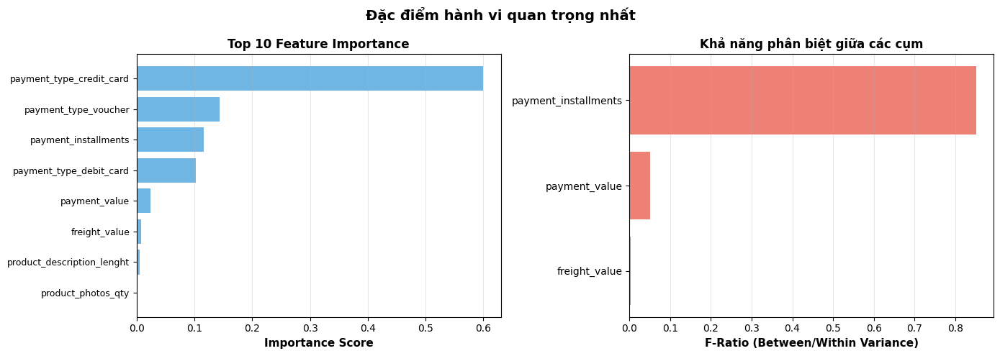 Đặc điểm hành vi quan trọng nhất
Top 10 Feature Importance
payment_type_credit_card
payment_type_voucher
payment_installments
payment_type_debit_card
payment_value
freight_value
product_description_lenght
product_photos_qty
0.0 0.1 0.2 0.3 0.4 0.5 0.6
Importance Score
Khả năng phân biệt giữa các cụm
payment_installments
payment_value
freight_value
0.0 0.1 0.2 0.3 0.4 0.5 0.6 0.7 0.8
F-Ratio (Between/Within Variance)